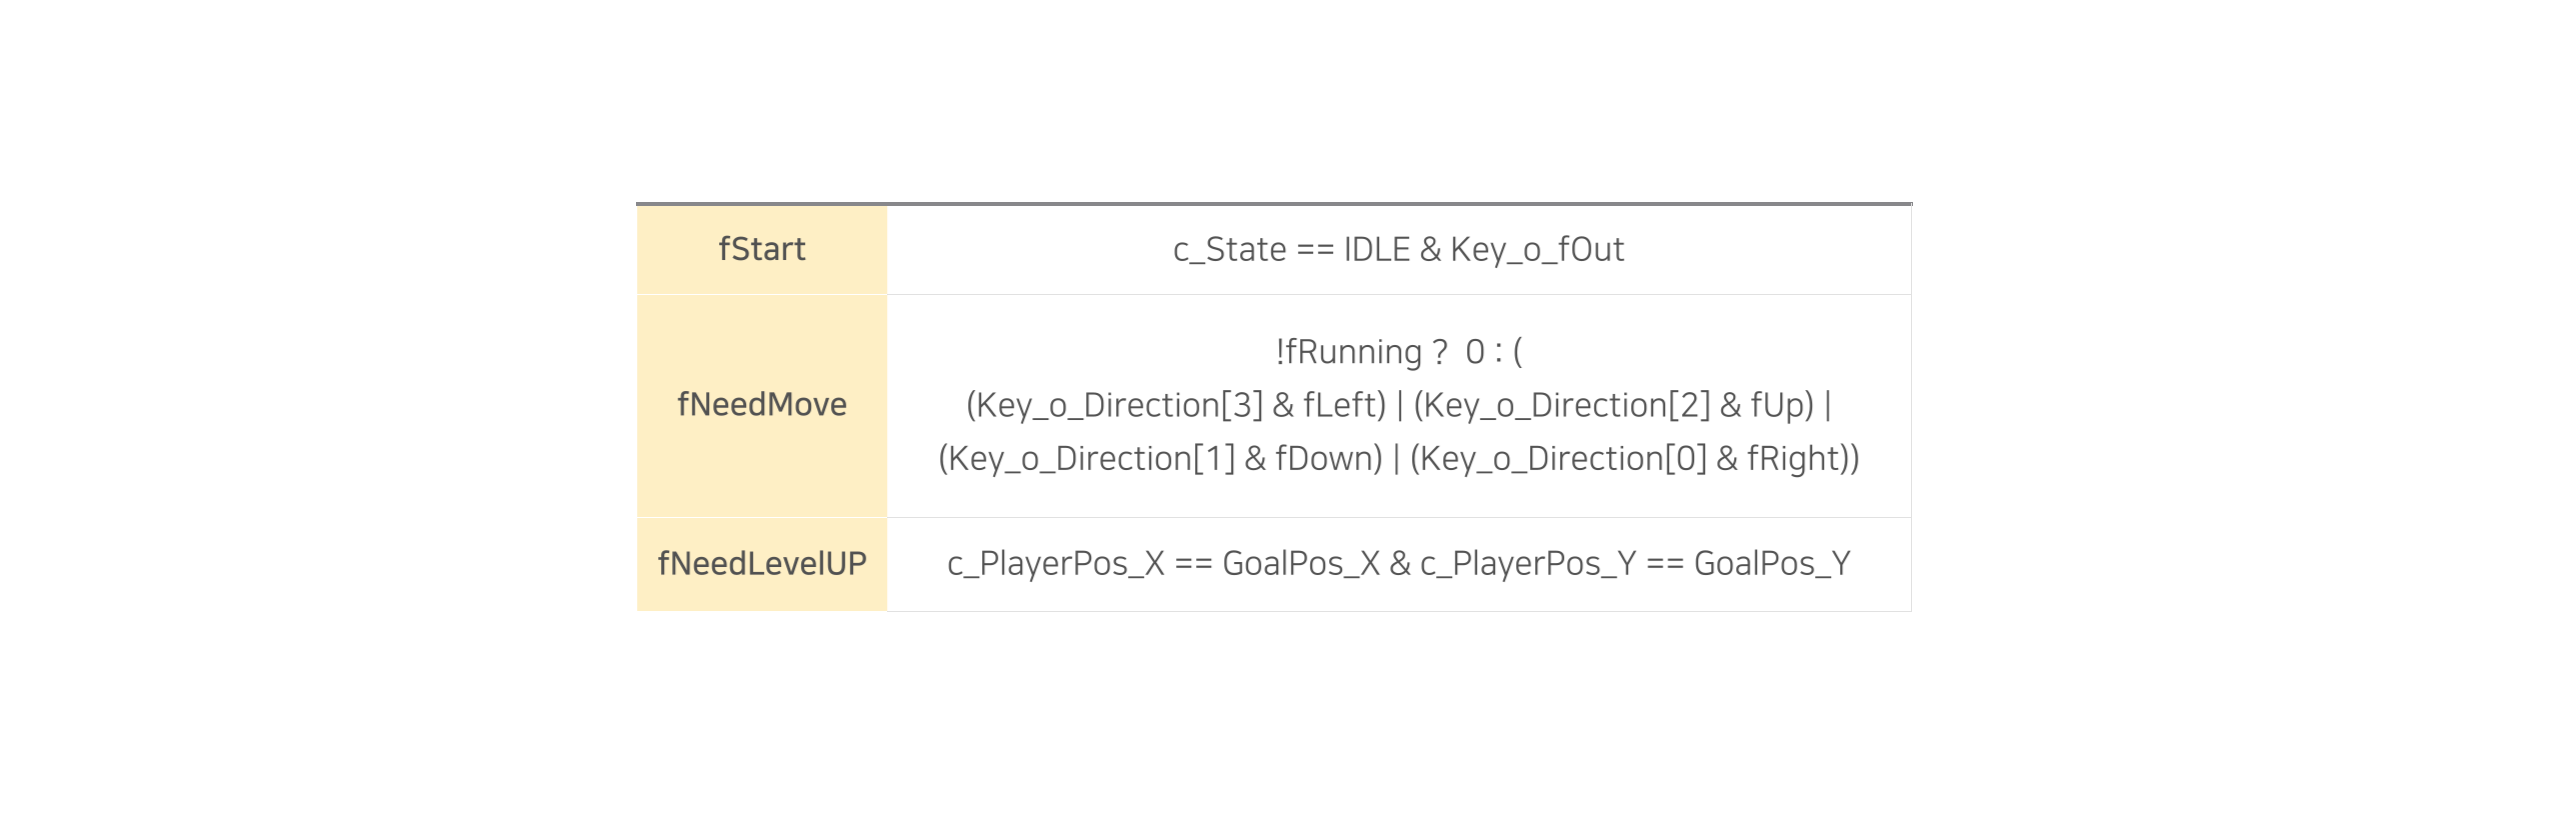 fStart
c_State == IDLE & Key_o_fOut
fNeedMove
!fRunning ? 0 : (
(Key_o_Direction[3] & fLeft) | (Key_o_Direction[2] & fUp) |
(Key_o_Direction[1] & fDown) | (Key_o_Direction[0] & fRight))
fNeedLevelUP
c_PlayerPos_X == GoalPos_X & c_PlayerPos_Y == GoalPos_Y